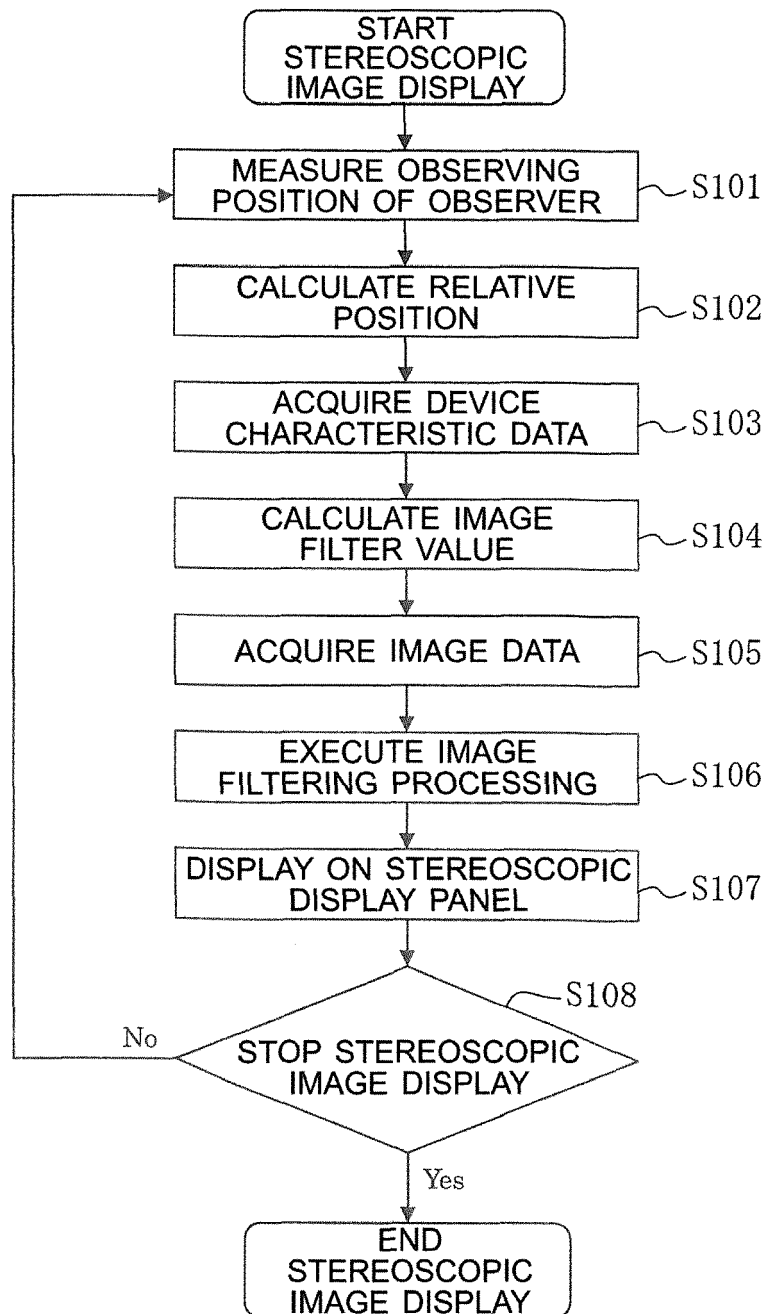 START
STEREOSCOPIC
IMAGE DISPLAY
MEASURE OBSERVING
POSITION OF OBSERVER
S101
CALCULATE RELATIVE
POSITION
S102
ACQUIRE DEVICE
CHARACTERISTIC DATA
S103
CALCULATE IMAGE
FILTER VALUE
S104
ACQUIRE IMAGE DATA
S105
EXECUTE IMAGE
FILTERING PROCESSING
S106
DISPLAY ON STEREOSCOPIC
DISPLAY PANEL
S107
S108
No
STOP STEREOSCOPIC
IMAGE DISPLAY
Yes
END
STEREOSCOPIC
IMAGE DISPLAY